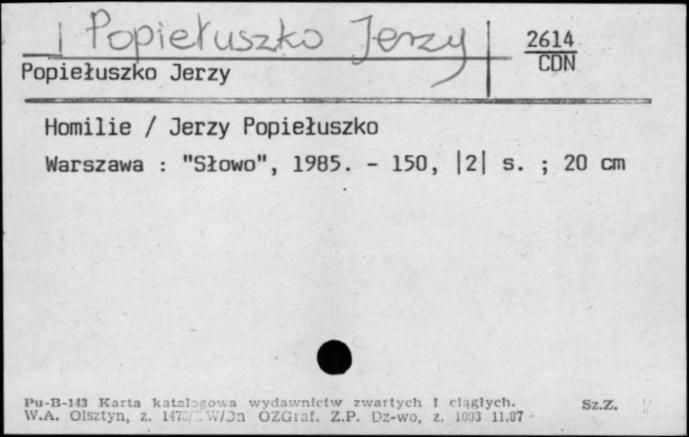 Popiełuszko Jerzy
2614
CDN
Popiełuszko Jerzy
Homilie / Jerzy Popiełuszko
Warszawa : "Słowo", 1985. - 150, |2| s. ; 20 cm
Pu-B-143 Karta katalogowa wydawnictw zwartych i ciągłych. Sz.Z.
W.A. Olsztyn, z. OZGraf. Z.P. Dz-wo, z. 1003 11.87